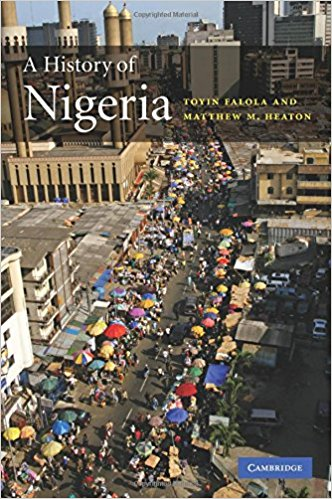 A History of
Nigeria
TOYIN FALOLA AND
MATTHEW M. HEATON
CAMBRIDGE